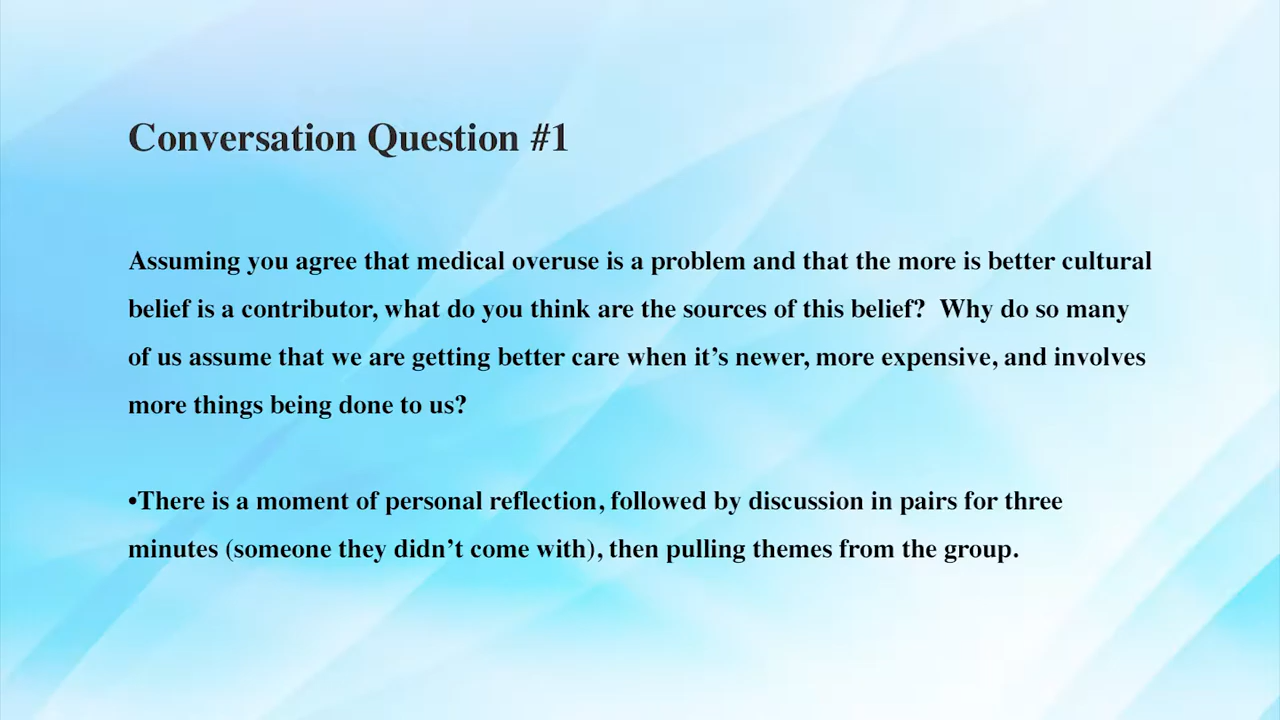 Conversation Question #1
Assuming you agree that medical overuse is a problem and that the more is better cultural
belief is a contributor, what do you think are the sources of this belief?  Why do so many
of us assume that we are getting better care when it’s newer, more expensive, and involves
more things being done to us?
•There is a moment of personal reflection, followed by discussion in pairs for three
minutes (someone they didn’t come with), then pulling themes from the group.